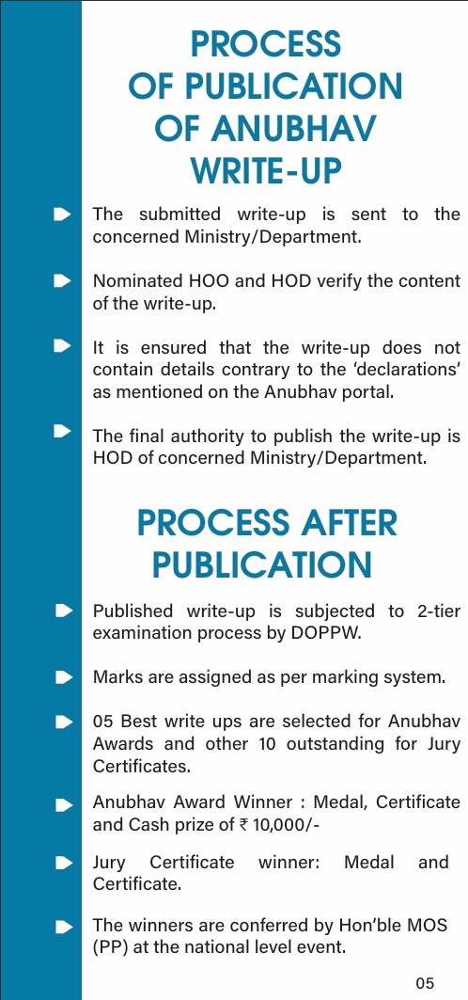 PROCESS
OF PUBLICATION
OF ANUBHAV
WRITE-UP
The submitted write-up is sent to the
concerned Ministry/Department.
Nominated HOO and HOD verify the content
of the write-up.
It is ensured that the write-up does not
contain details contrary to the ‘declarations’
as mentioned on the Anubhav portal.
The final authority to publish the write-up is
HOD of concerned Ministry/Department.
PROCESS AFTER
PUBLICATION
Published write-up is subjected to 2-tier
examination process by DOPPW.
Marks are assigned as per marking system.
05 Best write ups are selected for Anubhav
Awards and other 10 outstanding for Jury
Certificates.
Anubhav Award Winner : Medal, Certificate
and Cash prize of ₹ 10,000/-
Jury Certificate winner: Medal and
Certificate.
The winners are conferred by Hon’ble MOS
(PP) at the national level event.
05